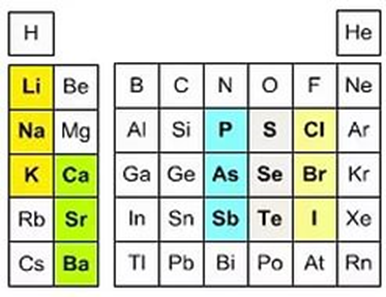 H He
Li Be B C N O F Ne
Na Mg Al Si P S Cl Ar
K Ca Ga Ge As Se Br Kr
Rb Sr In Sn Sb Te I Xe
Cs Ba Tl Pb Bi Po At Rn